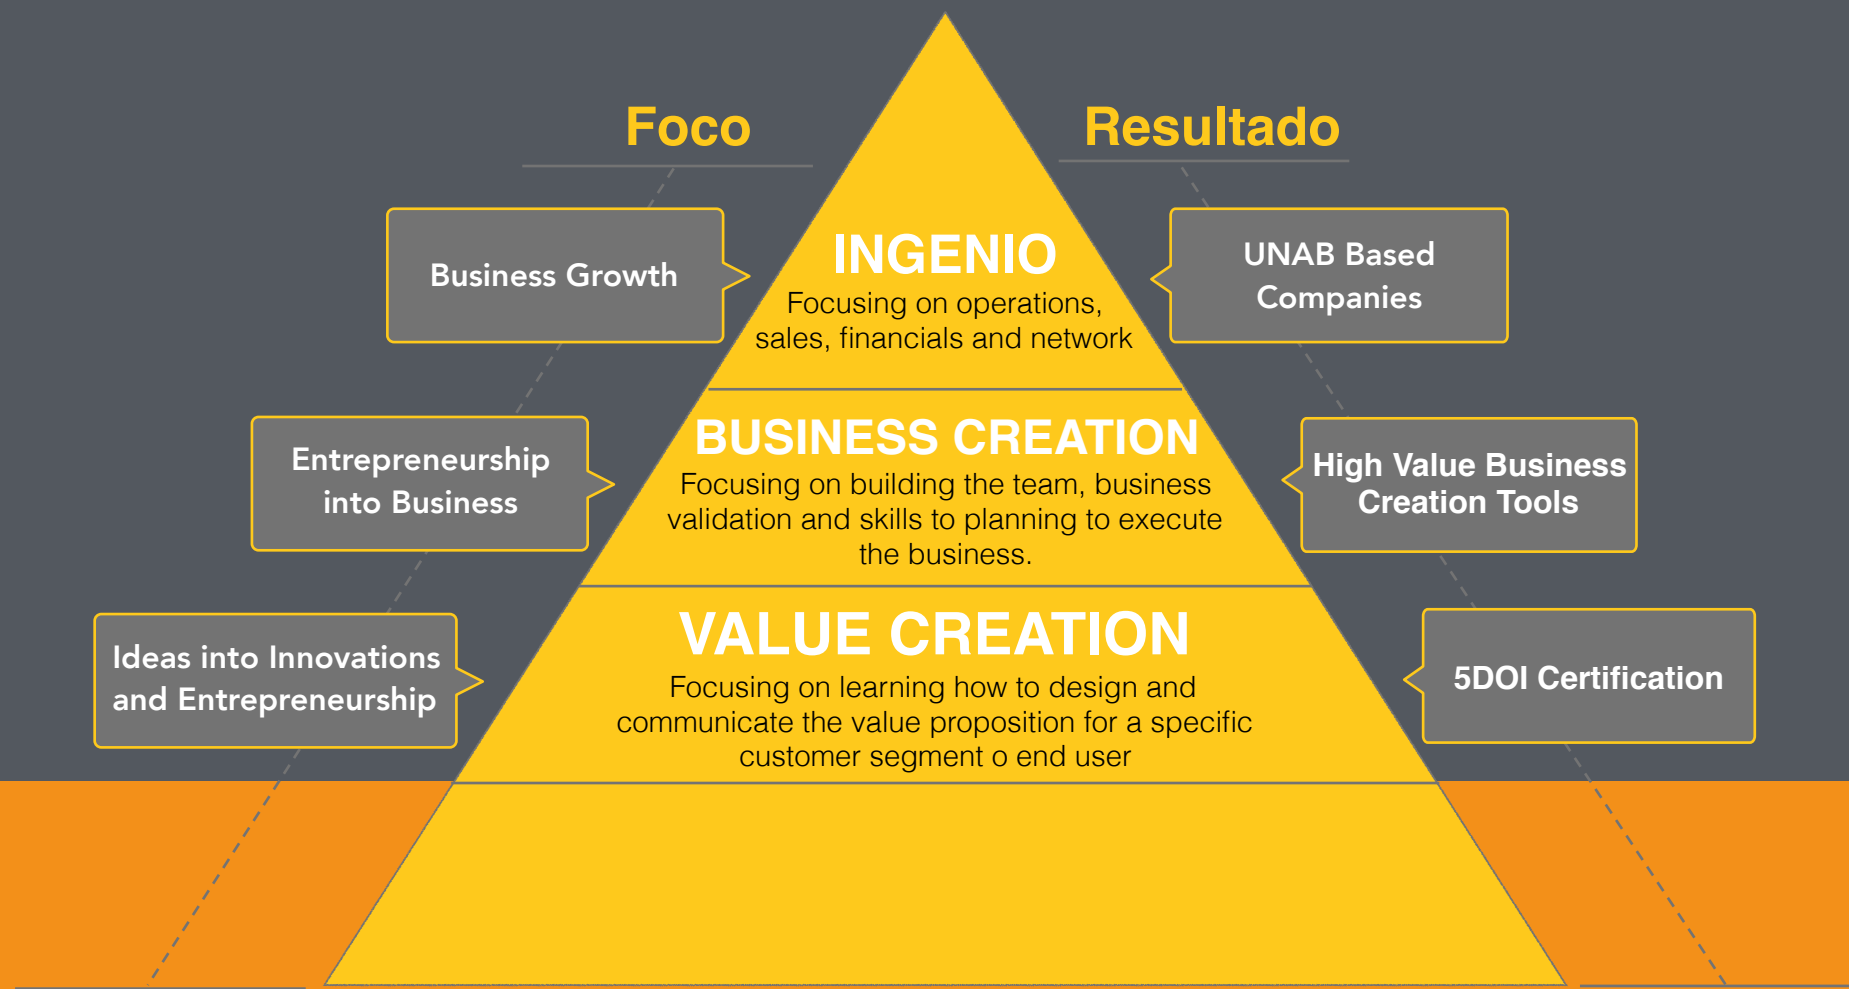 Foco
Resultado
INGENIO
Focusing on operations,
sales, financials and network
Business Growth
UNAB Based
Companies
BUSINESS CREATION
Focusing on building the team, business
validation and skills to planning to execute
the business.
Entrepreneurship
into Business
High Value Business
Creation Tools
VALUE CREATION
Focusing on learning how to design and
communicate the value proposition for a specific
customer segment o end user
Ideas into Innovations
and Entrepreneurship
5DOI Certification